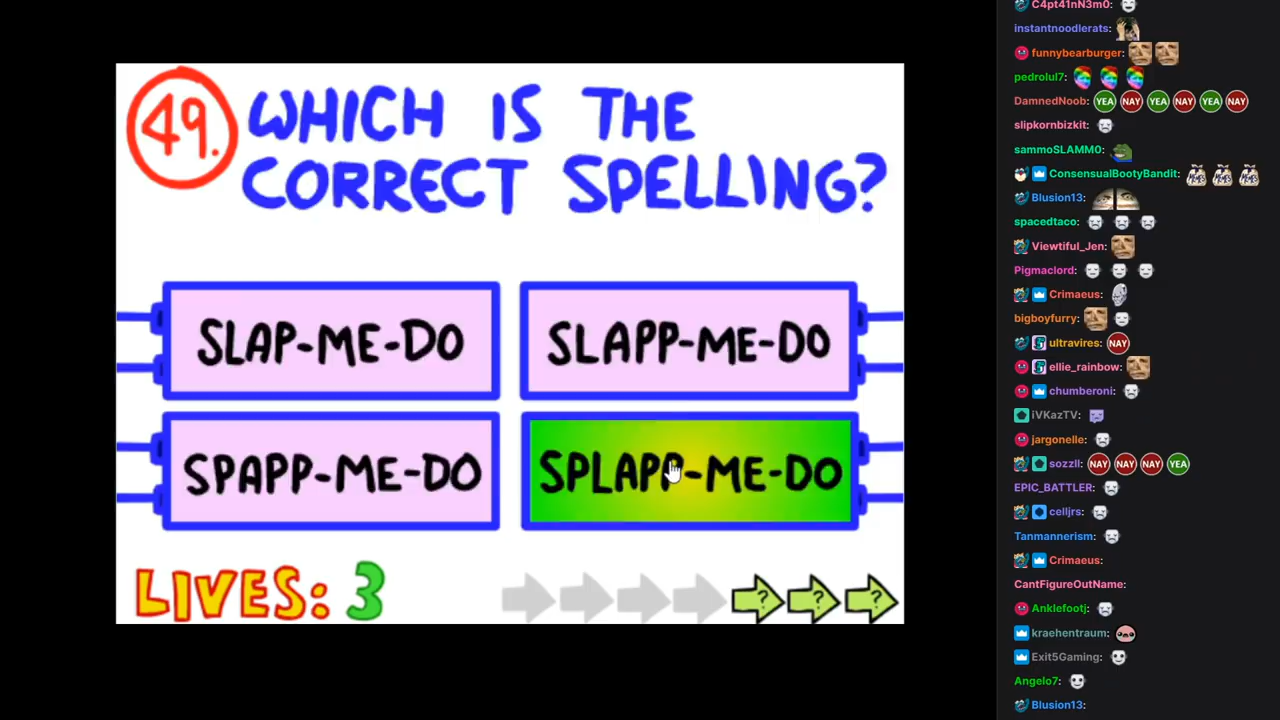 49.
WHICH IS THE
CORRECT SPELLING?
SLAP-ME-DO
SLAPP-ME-DO
SPAPP-ME-DO
SPLAPP-ME-DO
LIVES: 3
? ? ?
C4pt41nN3m0:
instantnoodlerats:
funnybearburger:
pedrolul7:
DamnedNoob: YEA NAY YEA NAY YEA NAY
slipkornbizkit:
sammoSLAMM0:
ConsensualBootyBandit:
Blusion13:
spacedtaco:
Viewtiful_Jen:
Pigmaclord:
Crimaeus:
bigboyfurry:
ultravires: NAY
ellie_rainbow:
chumberoni:
iVKazTV:
jargonelle:
sozzll: NAY NAY NAY YEA
EPIC_BATTLER:
celljrs:
Tanmannerism:
Crimaeus:
CantFigureOutName:
Anklefootj:
kraehentraum:
Exit5Gaming:
Angelo7:
Blusion13: